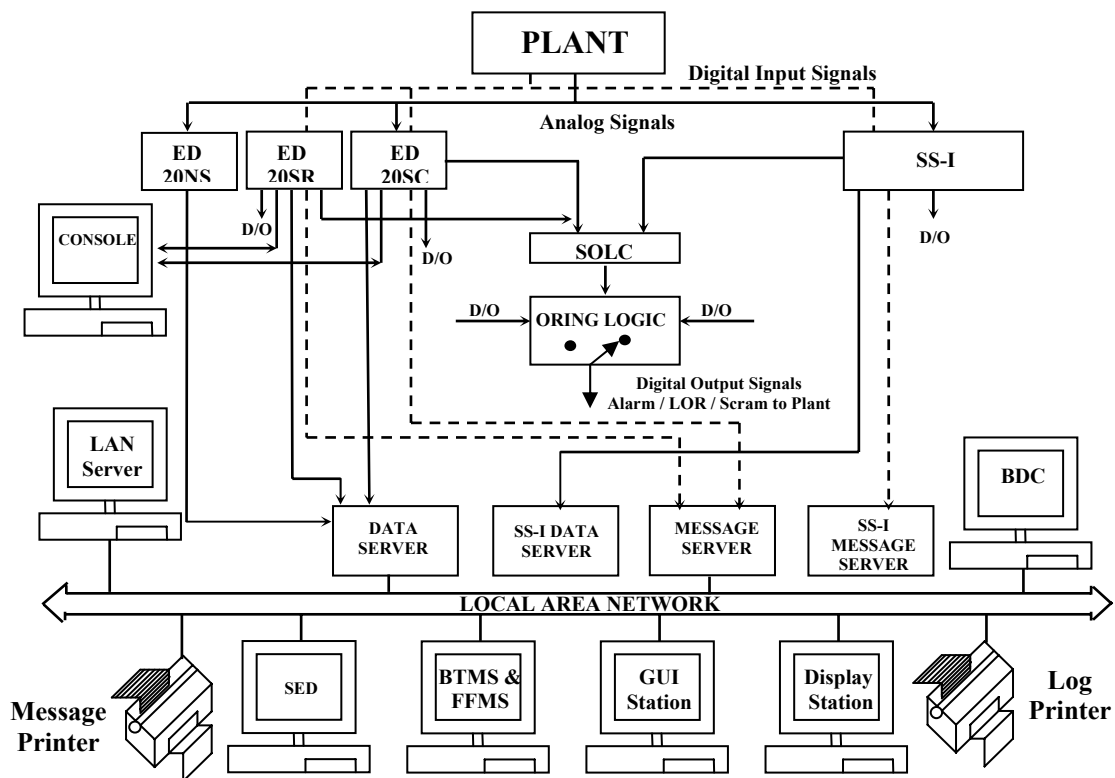 PLANT
Digital Input Signals
Analog Signals
ED
20NS
ED
20SR
ED
20SC
SS-I
D/O
D/O
D/O
CONSOLE
SOLC
D/O
ORING LOGIC
D/O
Digital Output Signals
Alarm / LOR / Scram to Plant
LAN
Server
BDC
DATA
SERVER
SS-I DATA
SERVER
MESSAGE
SERVER
SS-I
MESSAGE
SERVER
LOCAL AREA NETWORK
Message
Printer
SED
BTMS &
FFMS
GUI
Station
Display
Station
Log
Printer